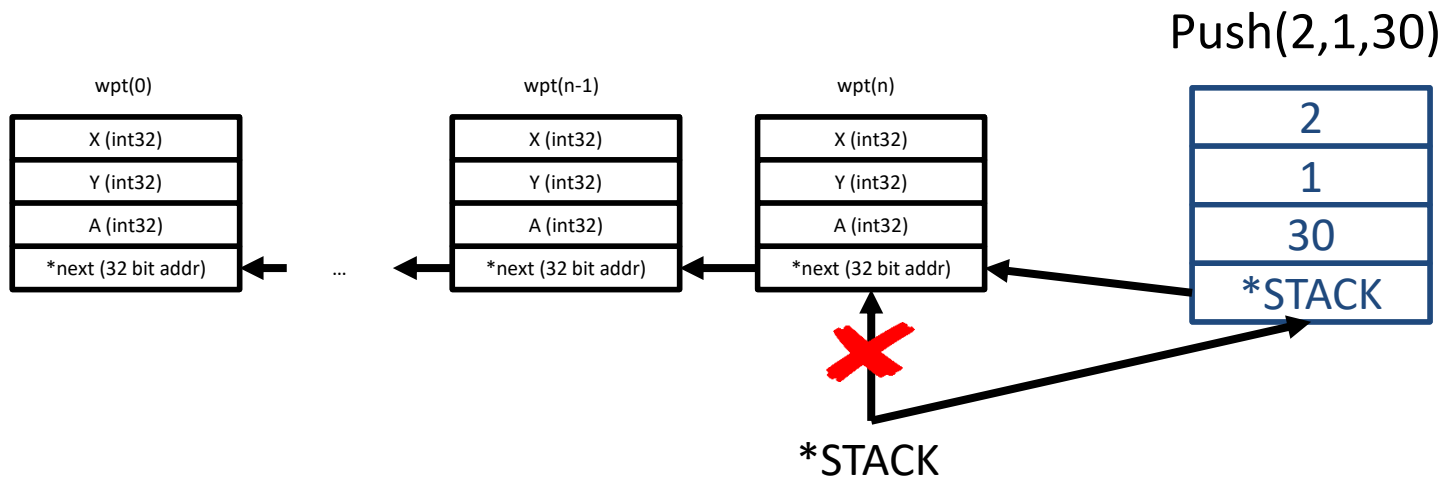 Push(2,1,30)
wpt(0)
X (int32)
Y (int32)
A (int32)
*next (32 bit addr)
...
wpt(n-1)
X (int32)
Y (int32)
A (int32)
*next (32 bit addr)
wpt(n)
X (int32)
Y (int32)
A (int32)
*next (32 bit addr)
2
1
30
*STACK
*STACK